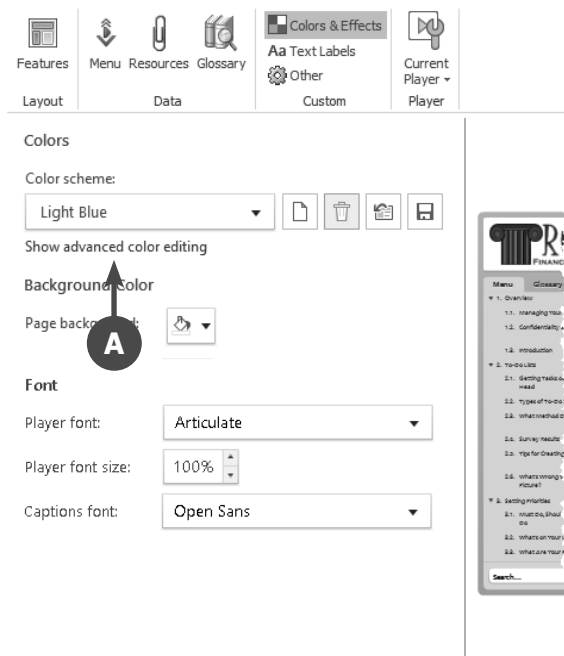 Features
Menu Resources Glossary
Colors & Effects
Aa Text Labels
Other
Current
Player
Layout
Data
Custom
Player
Colors
Color scheme:
Light Blue
Show advanced color editing
Background Color
Page background:
A
Font
Player font: Articulate
Player font size: 100%
Captions font: Open Sans
R
FINANC
Menu Glossary
1. Overview
1.1. Managing Your
1.2. Confidentiality
1.3. Introduction
2. To-Do Lists
2.1. Getting Tasks o
Head
2.2. Types of To-Do
2.3. What Method D
2.4. Survey Results
2.5. Tips for Creating
2.6. What's Wrong
Picture?
3. Setting Priorities
3.1. Must Do, Shoul
Do
3.2. What's on Your
3.3. What Are Your
Search...